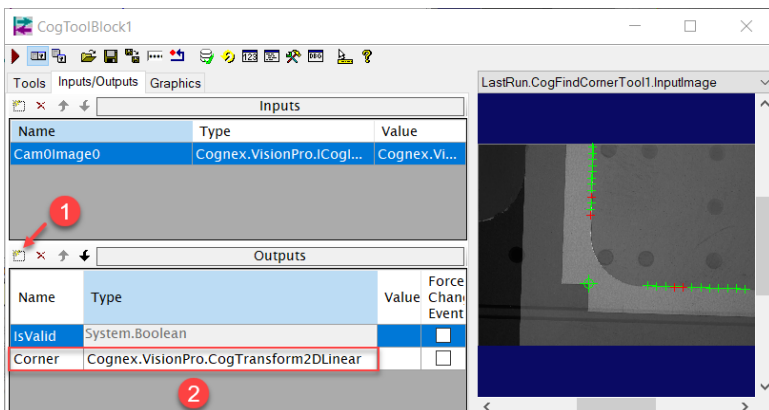 CogToolBlock1
Tools Inputs/Outputs Graphics
LastRun.CogFindCornerTool1.InputImage
Inputs
Name Type Value
Cam0Image0 Cognex.VisionPro.ICogI... Cognex.Vi...
1
Outputs
Name Type Value Force Chang Event
IsValid System.Boolean
Corner Cognex.VisionPro.CogTransform2DLinear
2